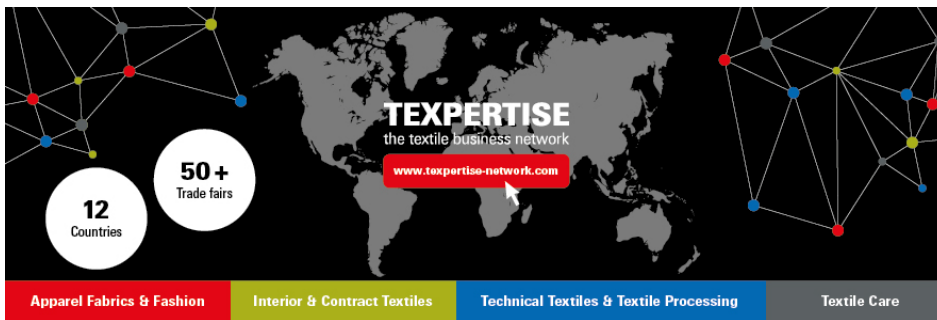 TEXPERTISE
the textile business network
www.texpertise-network.com
50+
Trade fairs
12
Countries
Apparel Fabrics & Fashion
Interior & Contract Textiles
Technical Textiles & Textile Processing
Textile Care